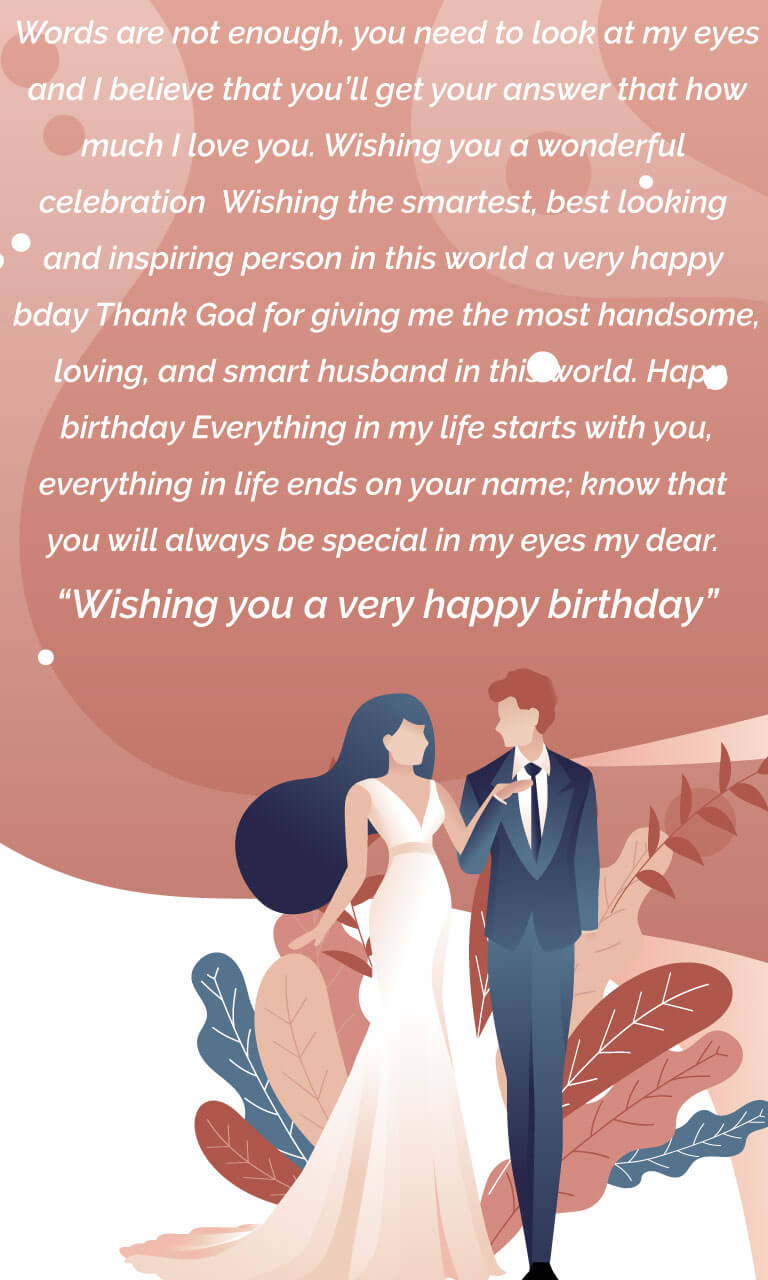 Words are not enough, you need to look at my eyes
and I believe that you’ll get your answer that how
much I love you. Wishing you a wonderful
celebration  Wishing the smartest, best looking
and inspiring person in this world a very happy
bday Thank God for giving me the most handsome,
loving, and smart husband in this world. Happy
birthday Everything in my life starts with you,
everything in life ends on your name; know that
you will always be special in my eyes my dear.
“Wishing you a very happy birthday”